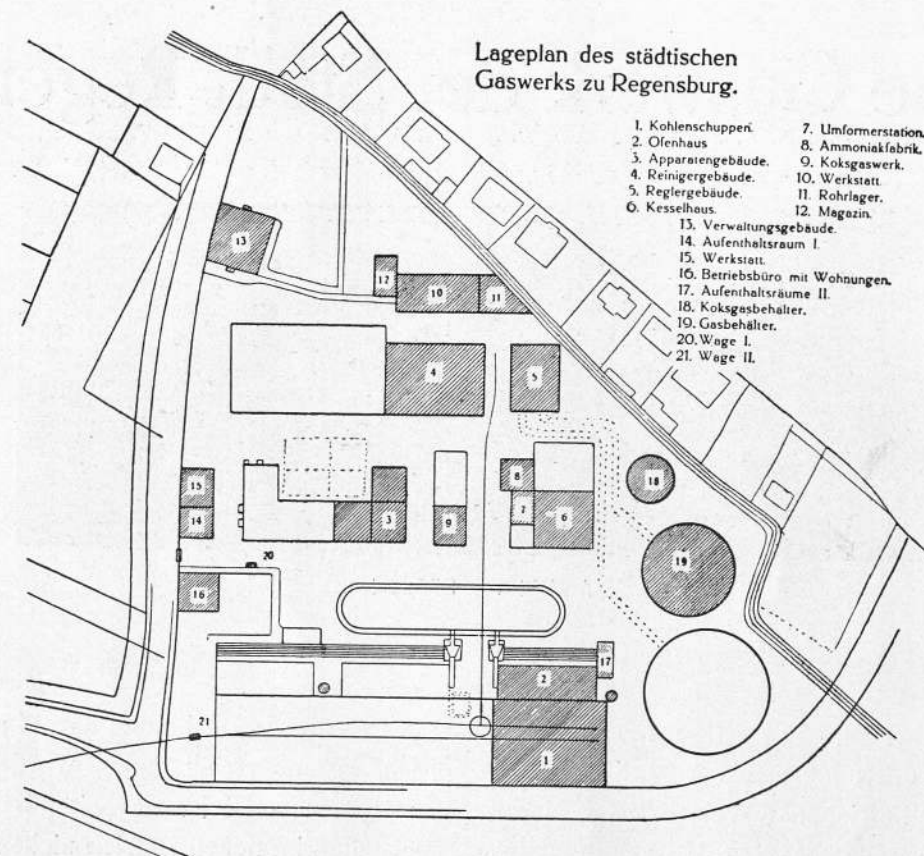 Lageplan des städtischen
Gaswerks zu Regensburg.
1. Kohlenschuppen.
2. Ofenhaus
3. Apparatengebäude.
4. Reinigergebäude.
5. Reglergebäude.
6. Kesselhaus.
7. Umformerstation.
8. Ammoniakfabrik.
9. Koksgaswerk.
10. Werkstatt.
11. Rohrlager.
12. Magazin.
13. Verwaltungsgebäude.
14. Aufenthaltsraum I.
15. Werkstatt.
16. Betriebsbüro mit Wohnungen.
17. Aufenthaltsräume II.
18. Koksgasbehälter.
19. Gasbehälter.
20. Wage I.
21. Wage II.
13
12
10
11
4
5
15
14
3
9
8
7
6
18
19
20
16
17
2
21
1